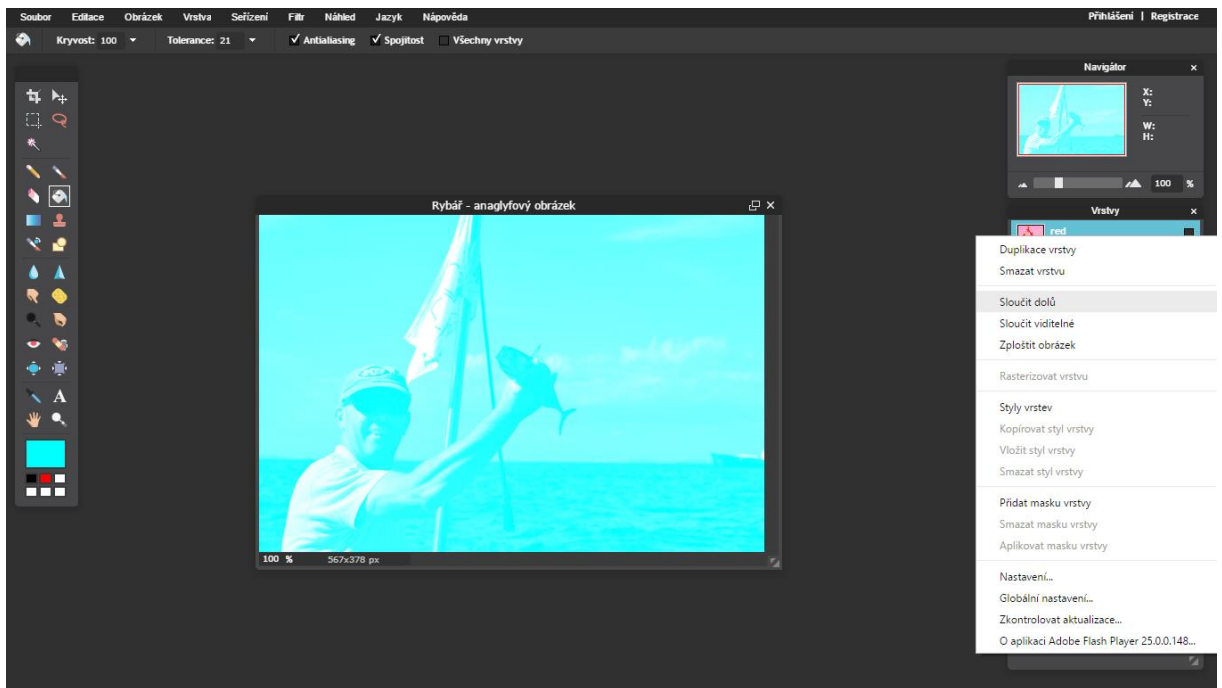 Soubor Editace Obrázek Vrstva Seřízení Filtr Náhled Jazyk Nápověda Přihlášení | Registrace
Kryvost: 100 Tolerance: 21 Antialiasing Spojitost Všechny vrstvy
Navigátor
X:
Y:
W:
H:
100 %
Rybář - anaglyfový obrázek
100 % 567x378 px
A
Vrstvy
red
Duplikace vrstvy
Smazat vrstvu
Sloučit dolů
Sloučit viditelné
Zploštit obrázek
Rasterizovat vrstvu
Styly vrstev
Kopírovat styl vrstvy
Vložit styl vrstvy
Smazat styl vrstvy
Přidat masku vrstvy
Smazat masku vrstvy
Aplikovat masku vrstvy
Nastavení...
Globální nastavení...
Zkontrolovat aktualizace...
O aplikaci Adobe Flash Player 25.0.0.148...